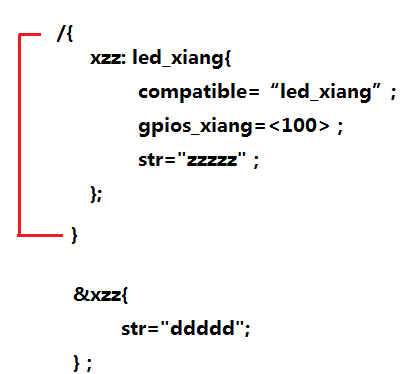 /{
xzz: led_xiang{
compatible= “led_xiang” ;
gpios_xiang=<100> ;
str="zzzzz" ;
};
}
&xzz{
str="ddddd";
} ;